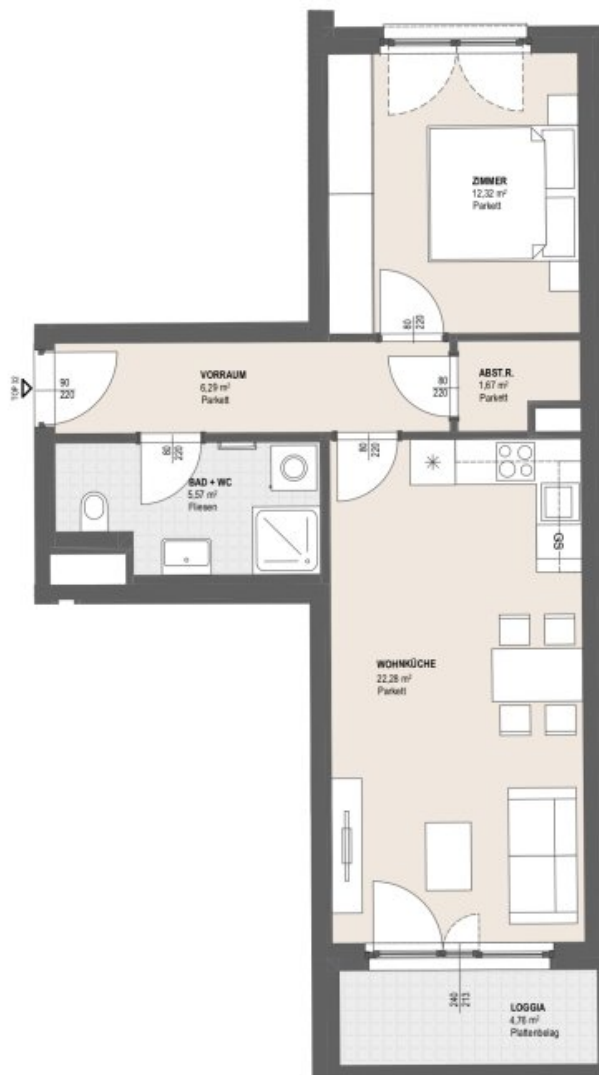 ZIMMER
12,32 m²
Parkett
80
220
TOP 32
90
220
VORRAUM
6,29 m²
Parkett
80
220
ABST.R.
1,67 m²
Parkett
80
220
80
220
BAD + WC
5,57 m²
Fliesen
GS
WOHNKÜCHE
22,28 m²
Parkett
240
213
LOGGIA
4,76 m²
Plattenbelag